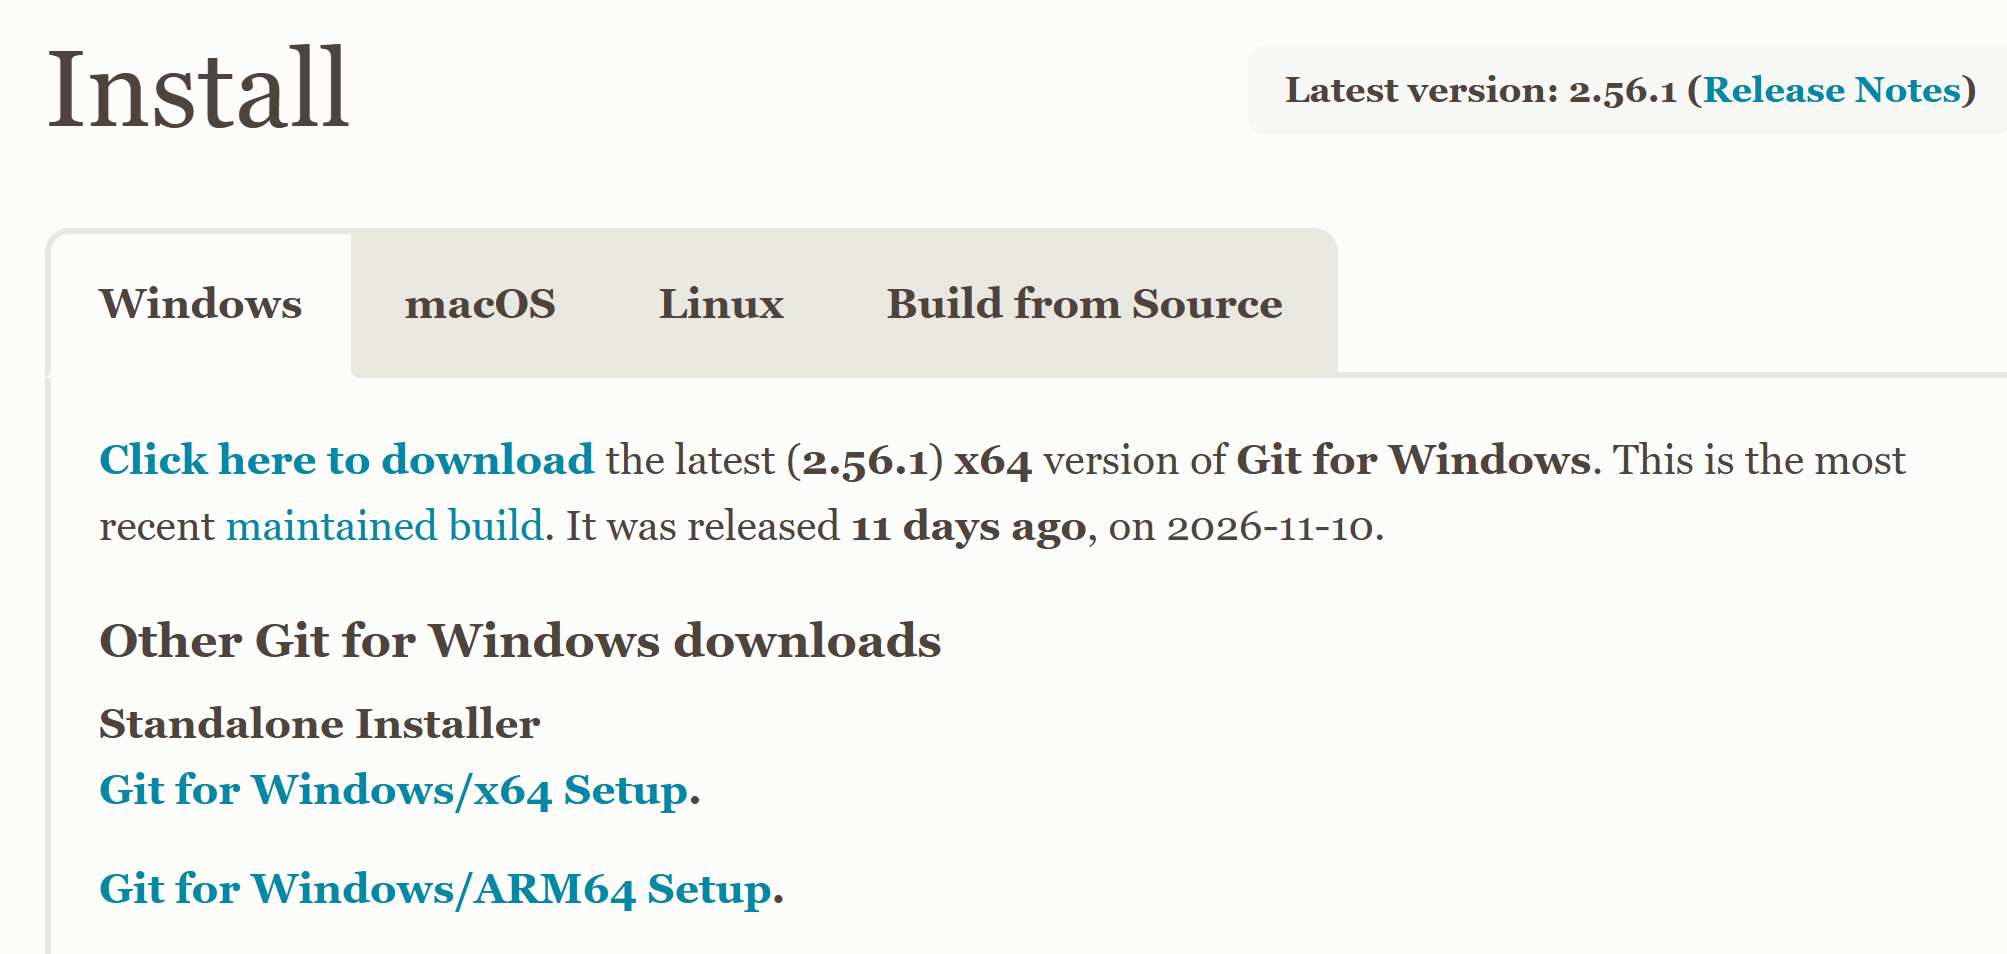 Install
Latest version: 2.56.1 (Release Notes)
Windows macOS Linux Build from Source
Click here to download the latest (2.56.1) x64 version of Git for Windows. This is the most
recent maintained build. It was released 11 days ago, on 2026-11-10.
Other Git for Windows downloads
Standalone Installer
Git for Windows/x64 Setup.
Git for Windows/ARM64 Setup.